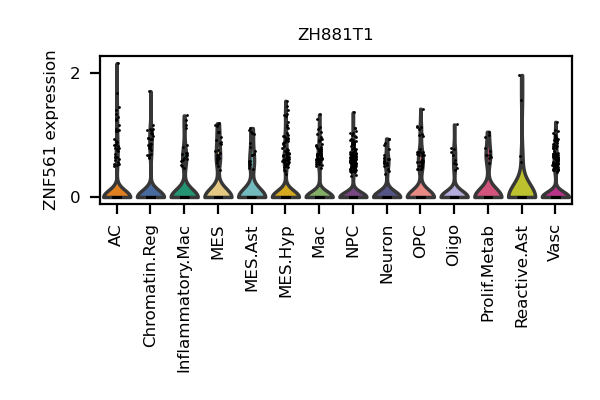 ZH881T1
ZNF561 expression
2
0
AC
Chromatin.Reg
Inflammatory.Mac
MES
MES.Ast
MES.Hyp
Mac
NPC
Neuron
OPC
Oligo
Prolif.Metab
Reactive.Ast
Vasc